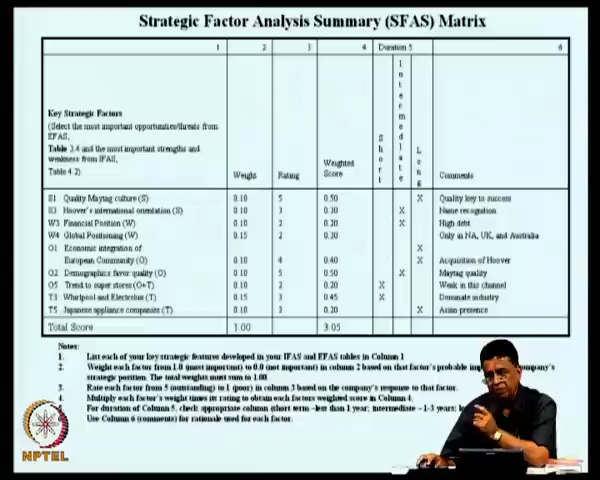 Strategic Factor Analysis Summary (SFAS) Matrix
1 2 3 4 Duration 5 6
Key Strategic Factors
(Select the most important opportunities/threats from
EFAS,
Table 3.4 and the most important strengths and
weakness from IFAS,
Table 4.2)
Weight Rating Weighted Score Short Intermediate Long Comments
S1 Quality Maytag culture (S) 0.10 5 0.50 X Quality key to success
S3 Hoover's international orientation (S) 0.10 3 0.30 X Name recognition
W3 Financial Position (W) 0.10 2 0.20 X High debt
W4 Global Positioning (W) 0.15 2 0.30 Only in NA, UK, and Australia
O1 Economic integration of X
European Community (O) 0.10 4 0.40 X Acquisition of Hoover
O2 Demographics favor quality (O) 0.10 5 0.50 X Maytag quality
O5 Trend to super stores (O+T) 0.10 2 0.20 X Weak in this channel
T3 Whirlpool and Electrolux (T) 0.15 3 0.45 X Dominate industry
T5 Japanese appliance companies (T) 0.10 2 0.20 X Asian presence
Total Score 1.00 3.05
Notes:
1. List each of your key strategic features developed in your IFAS and EFAS tables in Column 1
2. Weight each factor from 1.0 (most important) to 0.0 (not important) in column 2 based on that factor's probable company's
strategic position. The total weights must sum to 1.00
3. Rate each factor from 5 (outstanding) to 1 (poor) in column 3 based on the company's response to that factor.
4. Multiply each factor's weight times its rating to obtain each factors weighted score in Column 4.
For duration of Column 5, check appropriate column (short term –less than 1 year; intermediate – 1-3 years;
Use Column 6 (comments) for rationale used for each factor.
NPTEL